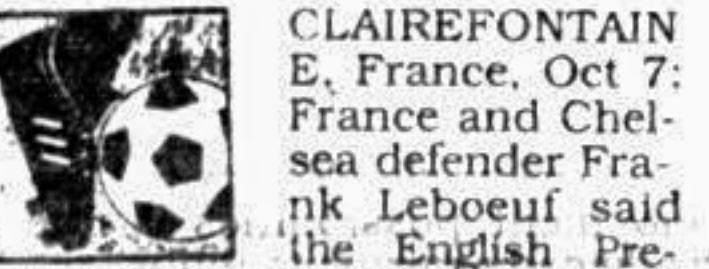 CLAIREFONTAIN
E, France, Oct 7:
France and Chel-
sea defender Fra-
nk Leboeuf said
the English Pre-